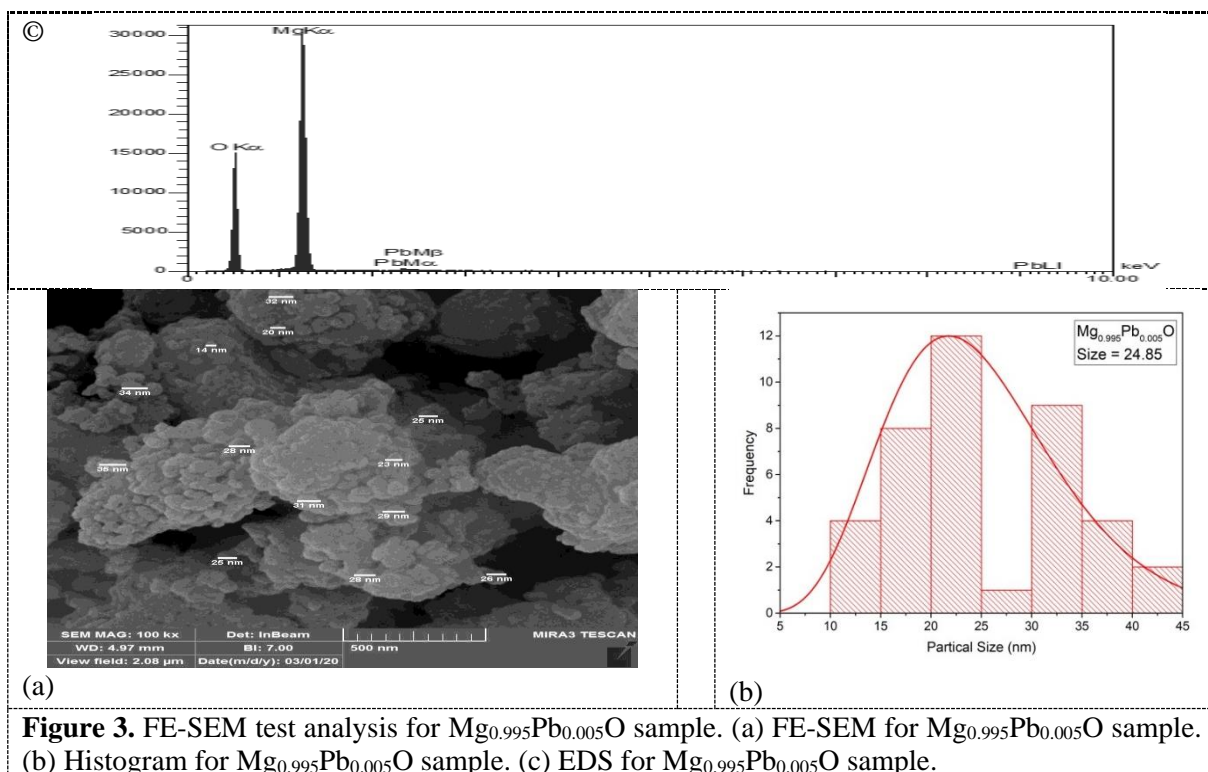 ©
30000
25000
20000
15000
10000
5000
0
MgKα
O Kα
PbMβ
PbMα
PbLl
0
10.00
keV
32 nm
20 nm
14 nm
34 nm
25 nm
28 nm
35 nm
23 nm
31 nm
29 nm
25 nm
28 nm
26 nm
SEM MAG: 100 kx Det: InBeam MIRA3 TESCAN
WD: 4.97 mm BI: 7.00 500 nm
View field: 2.08 µm Date(m/d/y): 03/01/20
(a)
Mg₀.₉₉₅Pb₀.₀₀₅O
Size = 24.85
Frequency
12
10
8
6
4
2
0
5 10 15 20 25 30 35 40 45
Partical Size (nm)
(b)
Figure 3. FE-SEM test analysis for Mg₀.₉₉₅Pb₀.₀₀₅O sample. (a) FE-SEM for Mg₀.₉₉₅Pb₀.₀₀₅O sample.
(b) Histogram for Mg₀.₉₉₅Pb₀.₀₀₅O sample. (c) EDS for Mg₀.₉₉₅Pb₀.₀₀₅O sample.